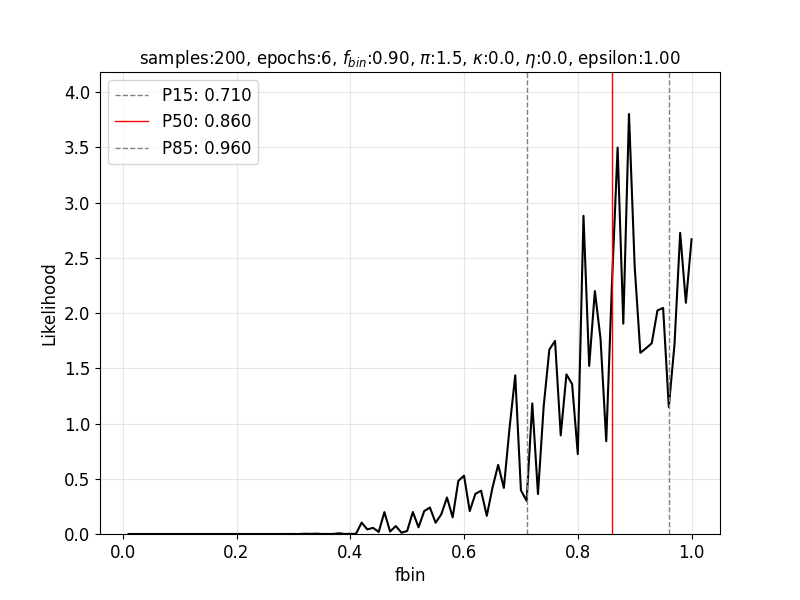 samples:200, epochs:6, f_bin:0.90, π:1.5, κ:0.0, η:0.0, epsilon:1.00
P15: 0.710
P50: 0.860
P85: 0.960
4.0
3.5
3.0
2.5
2.0
1.5
1.0
0.5
0.0
Likelihood
0.0 0.2 0.4 0.6 0.8 1.0
fbin